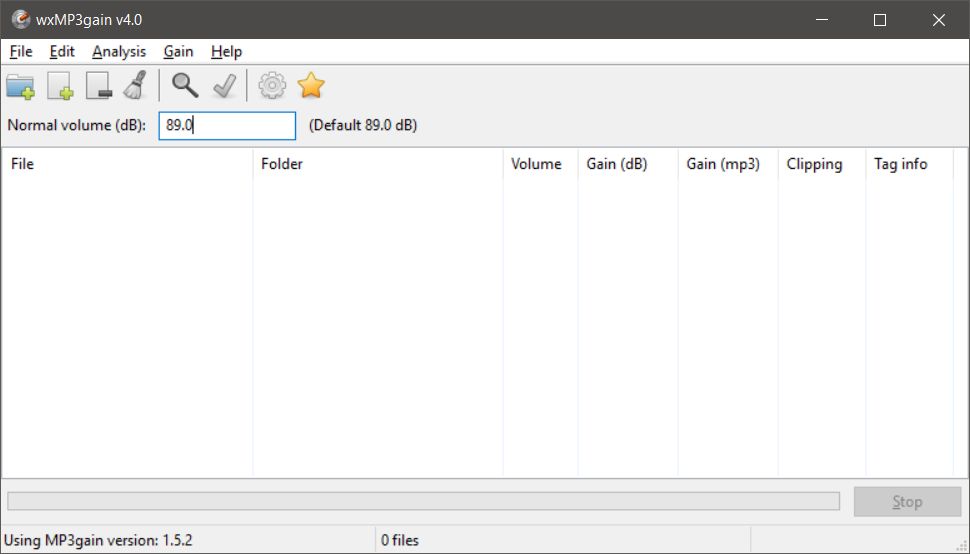 wxMP3gain v4.0
File Edit Analysis Gain Help
Normal volume (dB): 89.0 (Default 89.0 dB)
File Folder Volume Gain (dB) Gain (mp3) Clipping Tag info
Stop
Using MP3gain version: 1.5.2 0 files